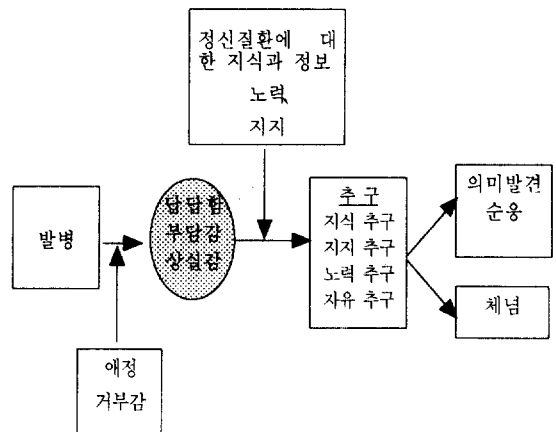 정신질환에 대
한 지식과 정보
노력
지지
발병
답답함
부담감
상실감
추 구
지식 추구
지지 추구
노력 추구
자유 추구
의미발견
순응
체념
애정
거부감